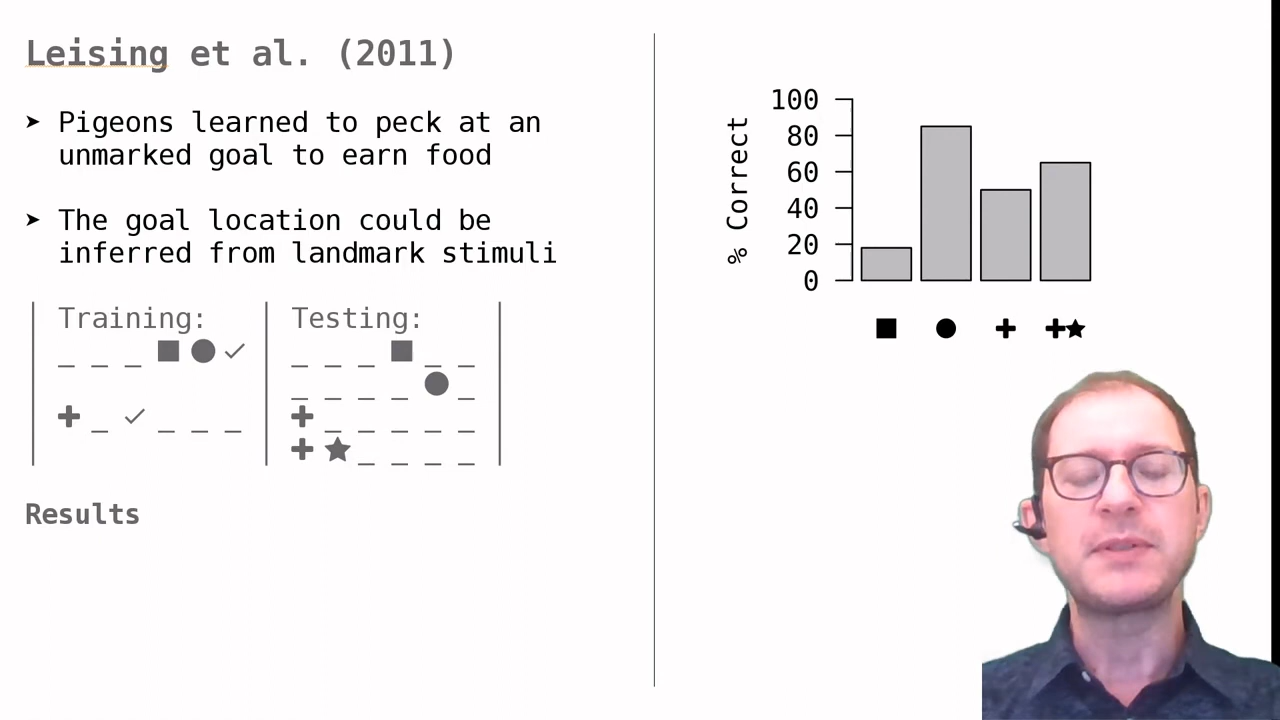 Leising et al. (2011)
➤ Pigeons learned to peck at an
unmarked goal to earn food
➤ The goal location could be
inferred from landmark stimuli
Training:
_ _ _ ■ ● ✓
✚ _ ✓ _ _ _
Testing:
_ _ _ ■ _ _
_ _ _ _ ● _
✚ _ _ _ _ _
✚ ★ _ _ _ _
Results
% Correct
100
80
60
40
20
0
■ ● ✚ ✚★